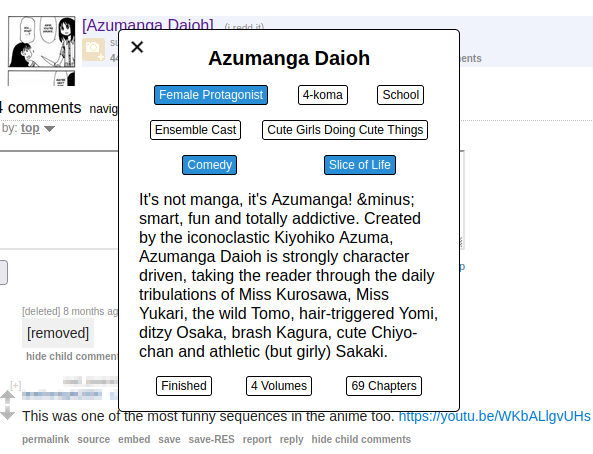 [Azumanga Daioh] (i.redd.it)
ments
Azumanga Daioh
Female Protagonist 4-koma School
Ensemble Cast Cute Girls Doing Cute Things
Comedy Slice of Life
It's not manga, it's Azumanga! &minus;
smart, fun and totally addictive. Created
by the iconoclastic Kiyohiko Azuma,
Azumanga Daioh is strongly character
driven, taking the reader through the daily
tribulations of Miss Kurosawa, Miss
Yukari, the wild Tomo, hair-triggered Yomi,
ditzy Osaka, brash Kagura, cute Chiyo-
chan and athletic (but girly) Sakaki.
Finished 4 Volumes 69 Chapters
4 comments navig
by: top
[deleted] 8 months ag
[removed]
hide child commen
[+]
This was one of the most funny sequences in the anime too. https://youtu.be/WKbALlgvUHs
permalink source embed save save-RES report reply hide child comments